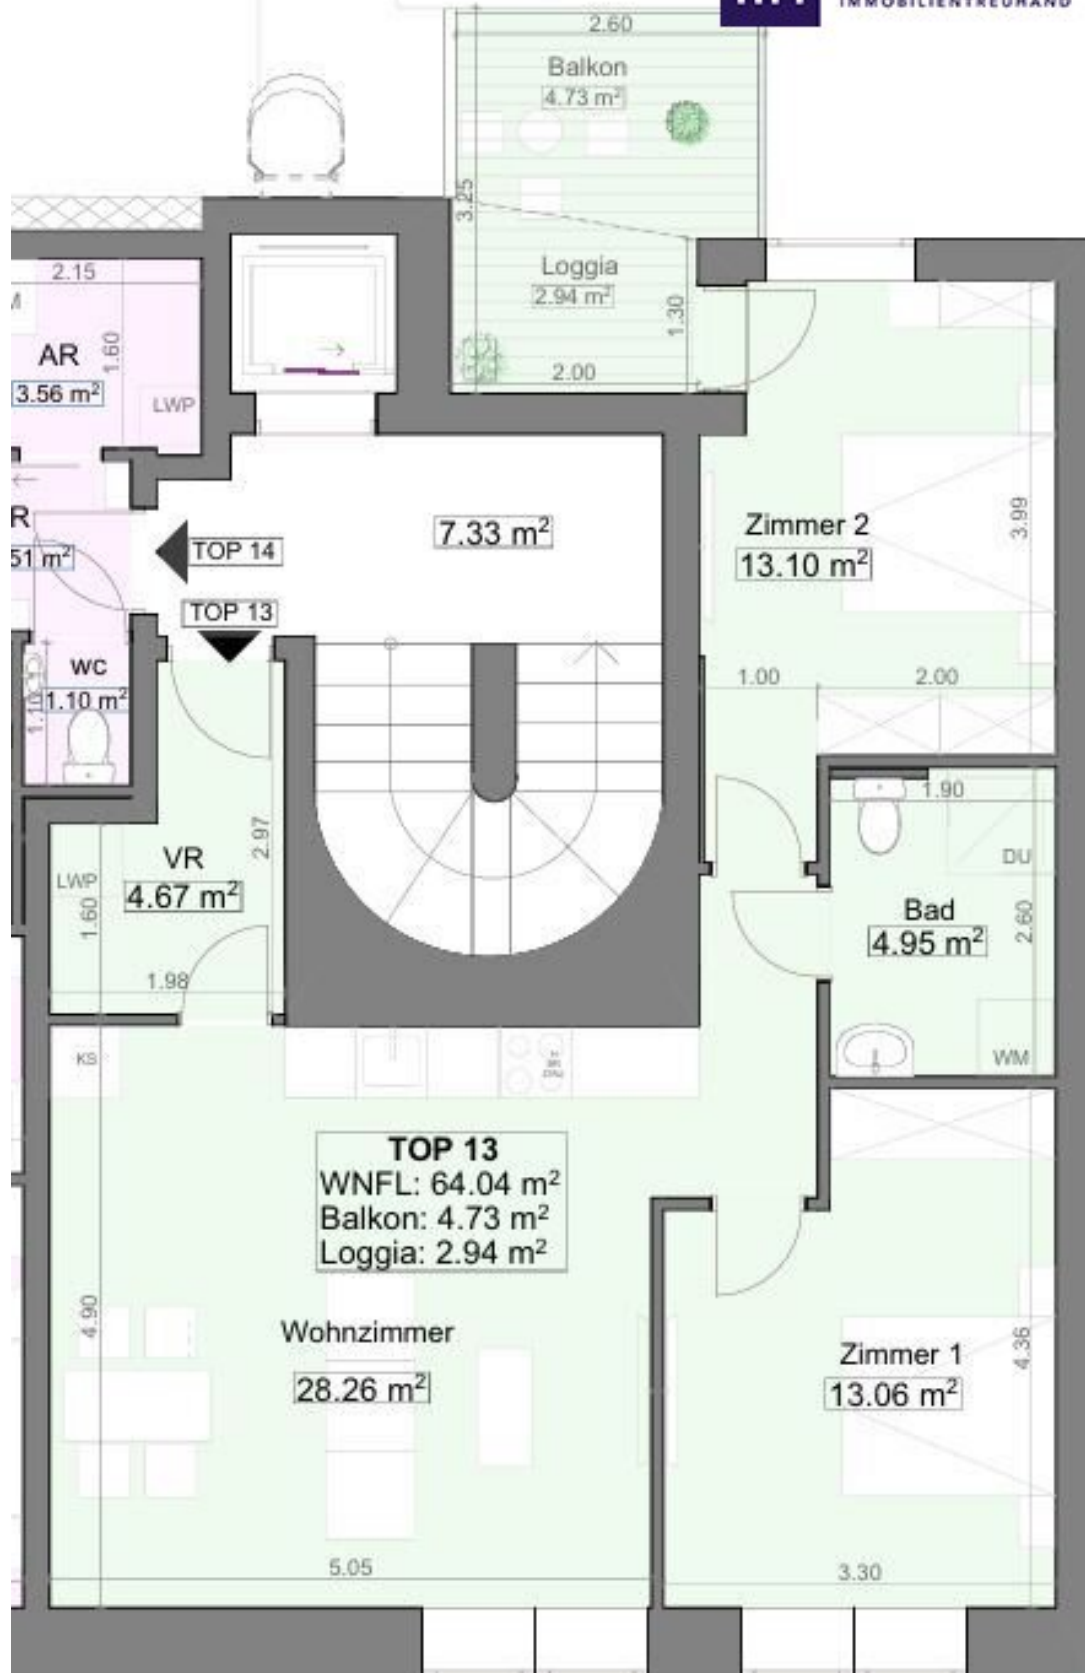 IMMOBILIENTREUHAND
2.60
Balkon
4.73 m²
3.25
Loggia
2.94 m²
1.30
2.00
2.15
AR
1.60
3.56 m²
LWP
R
51 m²
TOP 14
TOP 13
7.33 m²
Zimmer 2
13.10 m²
3.99
wc
1.10 m²
1.10
1.00
2.00
1.90
DU
VR
4.67 m²
2.97
LWP
1.60
1.98
Bad
4.95 m²
2.60
WM
KS
TOP 13
WNFL: 64.04 m²
Balkon: 4.73 m²
Loggia: 2.94 m²
4.90
Wohnzimmer
28.26 m²
Zimmer 1
13.06 m²
4.36
5.05
3.30